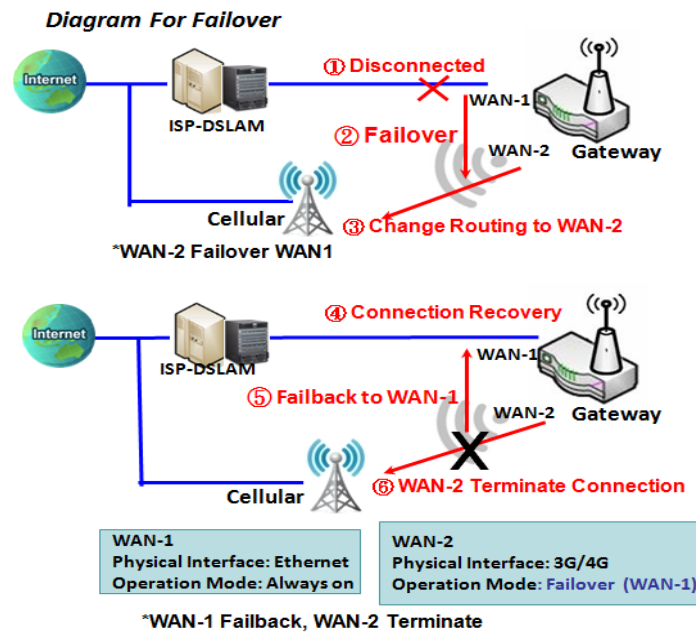 Diagram For Failover
Internet
ISP-DSLAM
① Disconnected
WAN-1
② Failover
WAN-2
Gateway
Cellular
③ Change Routing to WAN-2
*WAN-2 Failover WAN1
④ Connection Recovery
Internet
ISP-DSLAM
WAN-1
⑤ Failback to WAN-1
WAN-2
Gateway
Cellular
⑥ WAN-2 Terminate Connection
WAN-1
Physical Interface: Ethernet
Operation Mode: Always on
WAN-2
Physical Interface: 3G/4G
Operation Mode: Failover (WAN-1)
*WAN-1 Failback, WAN-2 Terminate